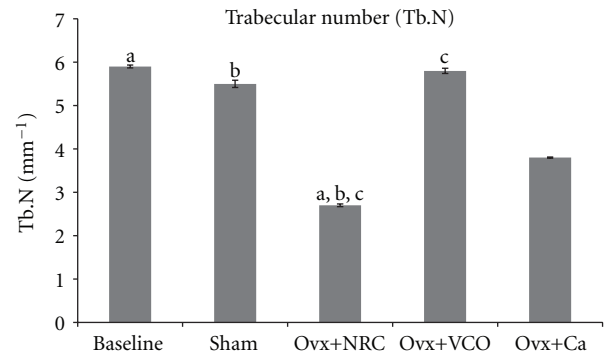 Trabecular number (Tb.N)
7
6
5
4
3
2
1
0
Tb.N (mm⁻¹)
a
b
a, b, c
c
Baseline
Sham
Ovx+NRC
Ovx+VCO
Ovx+Ca